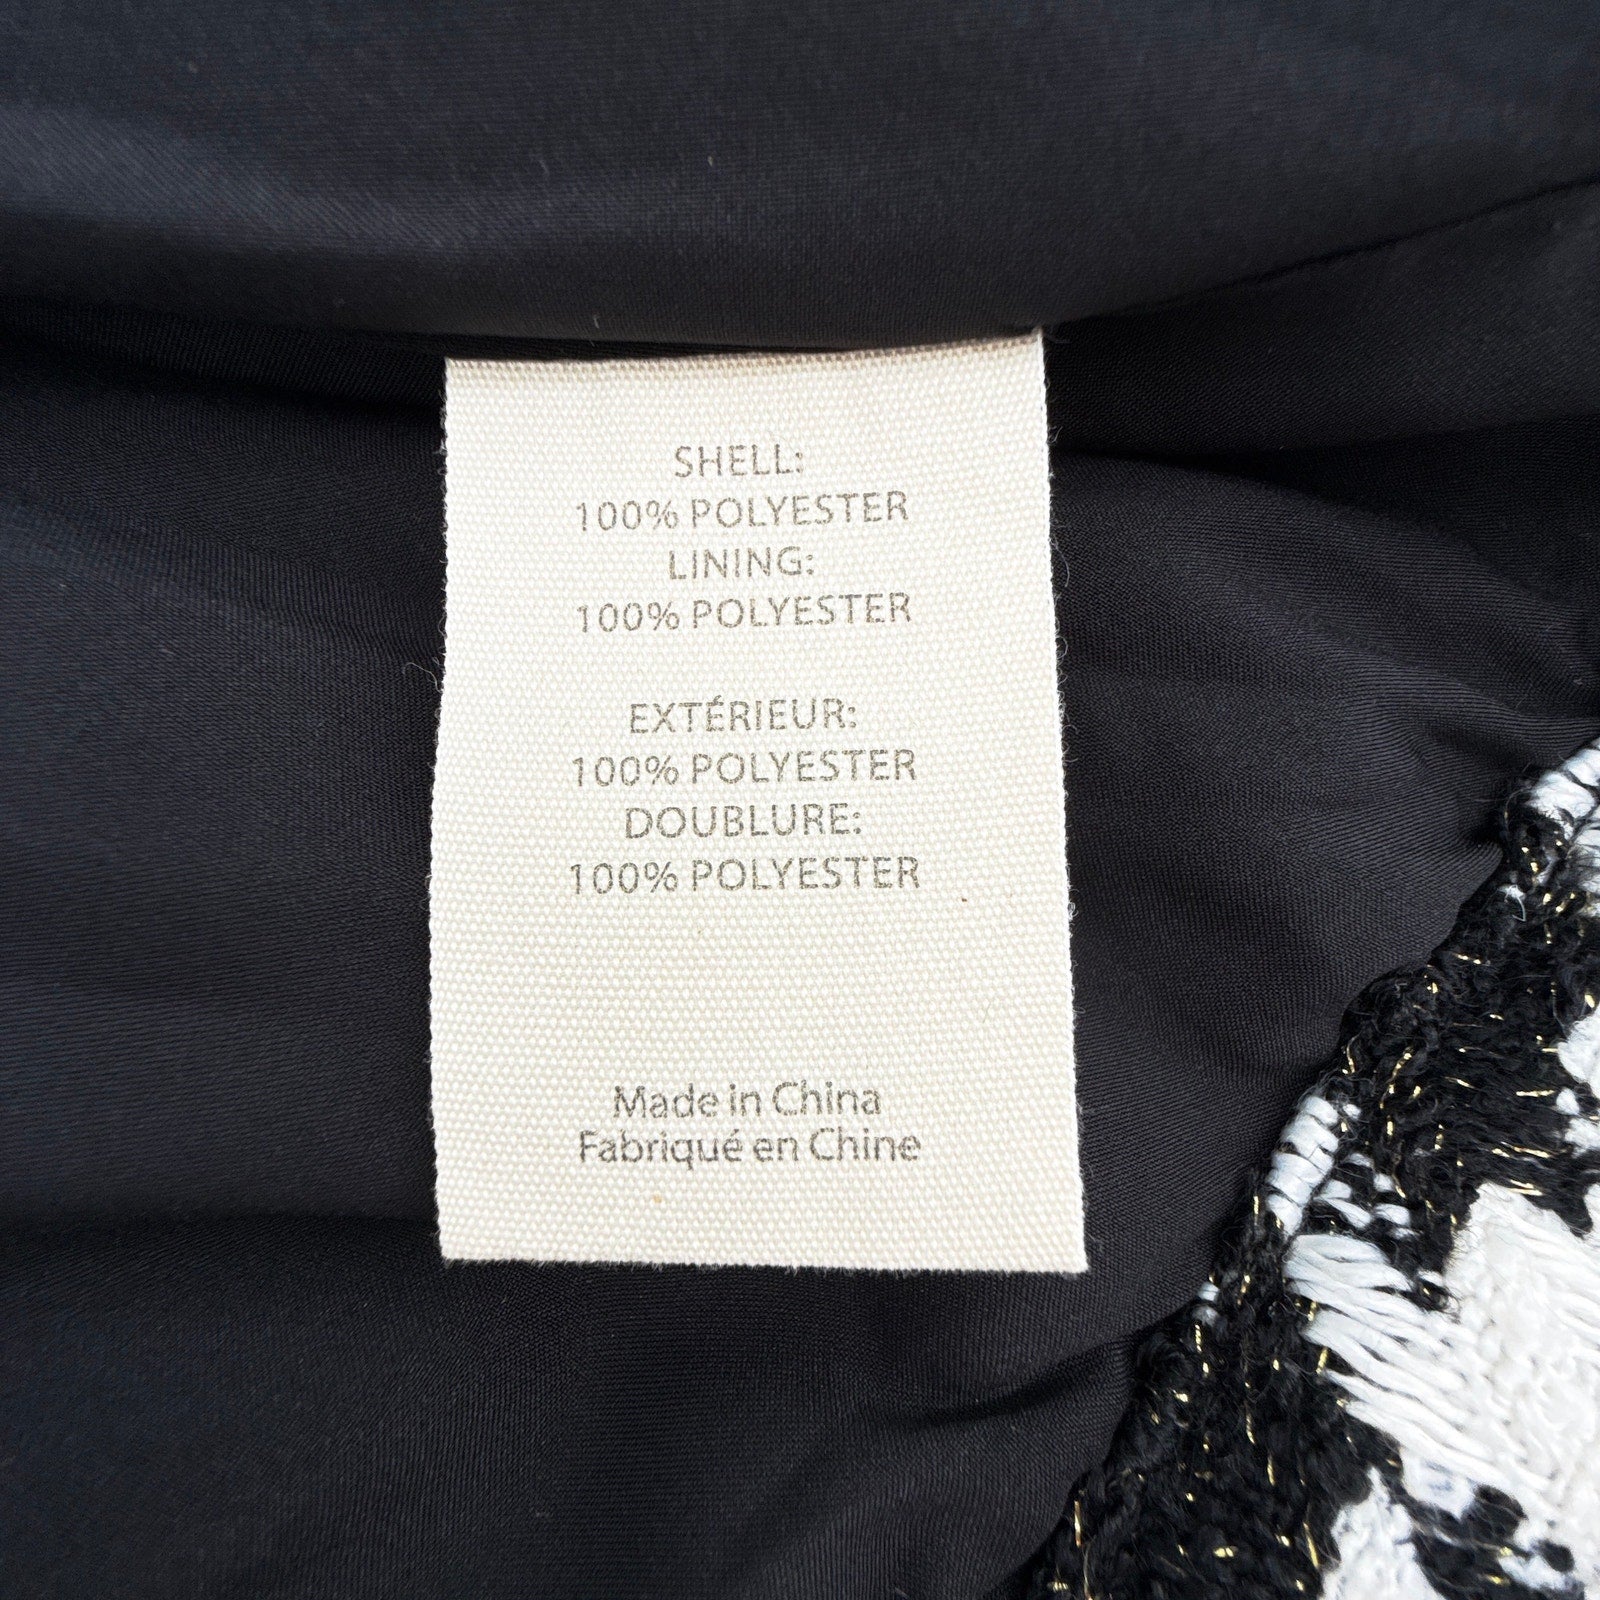 SHELL:
100% POLYESTER
LINING:
100% POLYESTER
EXTÉRIEUR:
100% POLYESTER
DOUBLURE:
100% POLYESTER
Made in China
Fabriqué en Chine